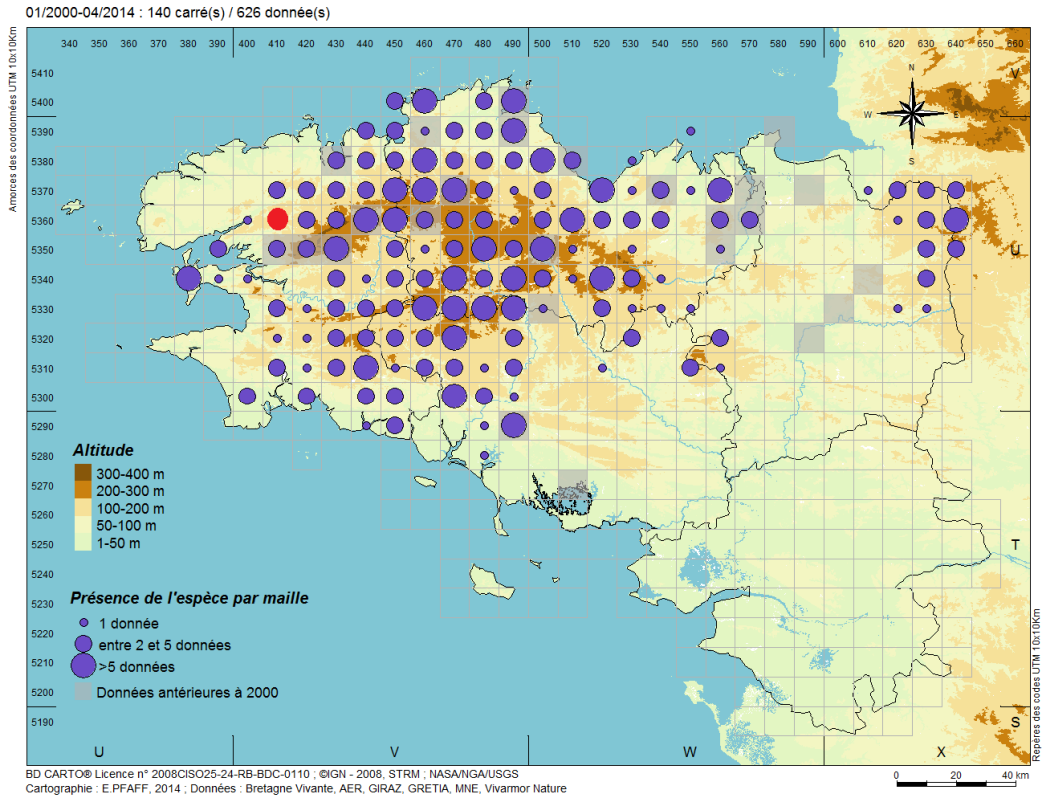 01/2000-04/2014 : 140 carré(s) / 626 donnée(s)
Amorces des coordonnées UTM 10x10Km
340 350 360 370 380 390 400 410 420 430 440 450 460 470 480 490 500 510 520 530 540 550 560 570 580 590 600 610 620 630 640 650 660
5410
5400
5390
5380
5370
5360
5350
5340
5330
5320
5310
5300
5290
5280
5270
5260
5250
5240
5230
5220
5210
5200
5190
N
W E
S
V
U
T
S
Altitude
300-400 m
200-300 m
100-200 m
50-100 m
1-50 m
Présence de l'espèce par maille
1 donnée
entre 2 et 5 données
>5 données
Données antérieures à 2000
U V W X
Repères des codes UTM 10x10Km
BD CARTO® Licence n° 2008CISO25-24-RB-BDC-0110 ; ©IGN - 2008, STRM ; NASA/NGA/USGS
Cartographie : E.PFAFF, 2014 ; Données : Bretagne Vivante, AER, GIRAZ, GRETIA, MNE, Vivarmor Nature
0 20 40 km